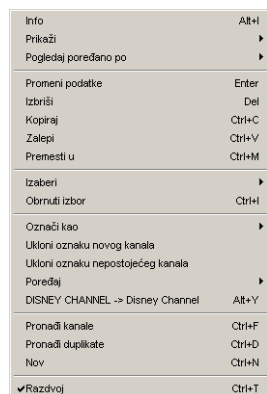 Info Alt+I
Prikaži
Pogledaj poređano po
Promeni podatke Enter
Izbriši Del
Kopiraj Ctrl+C
Zalepi Ctrl+V
Premesti u Ctrl+M
Izaberi
Obrnuti izbor Ctrl+I
Označi kao
Ukloni oznaku novog kanala
Ukloni oznaku nepostojećeg kanala
Poređaj
DISNEY CHANNEL -> Disney Channel Alt+Y
Pronađi kanale Ctrl+F
Pronađi duplikate Ctrl+D
Nov Ctrl+N
Razdvoj Ctrl+T